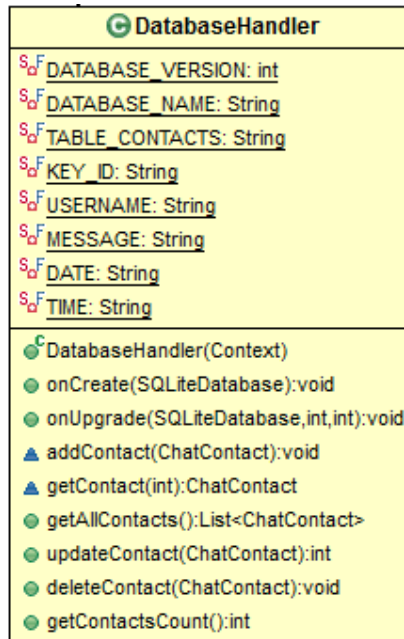 C DatabaseHandler
S F DATABASE_VERSION: int
S F DATABASE_NAME: String
S F TABLE_CONTACTS: String
S F KEY_ID: String
S F USERNAME: String
S F MESSAGE: String
S F DATE: String
S F TIME: String
C DatabaseHandler(Context)
onCreate(SQLiteDatabase):void
onUpgrade(SQLiteDatabase,int,int):void
addContact(ChatContact):void
getContact(int):ChatContact
getAllContacts():List<ChatContact>
updateContact(ChatContact):int
deleteContact(ChatContact):void
getContactsCount():int